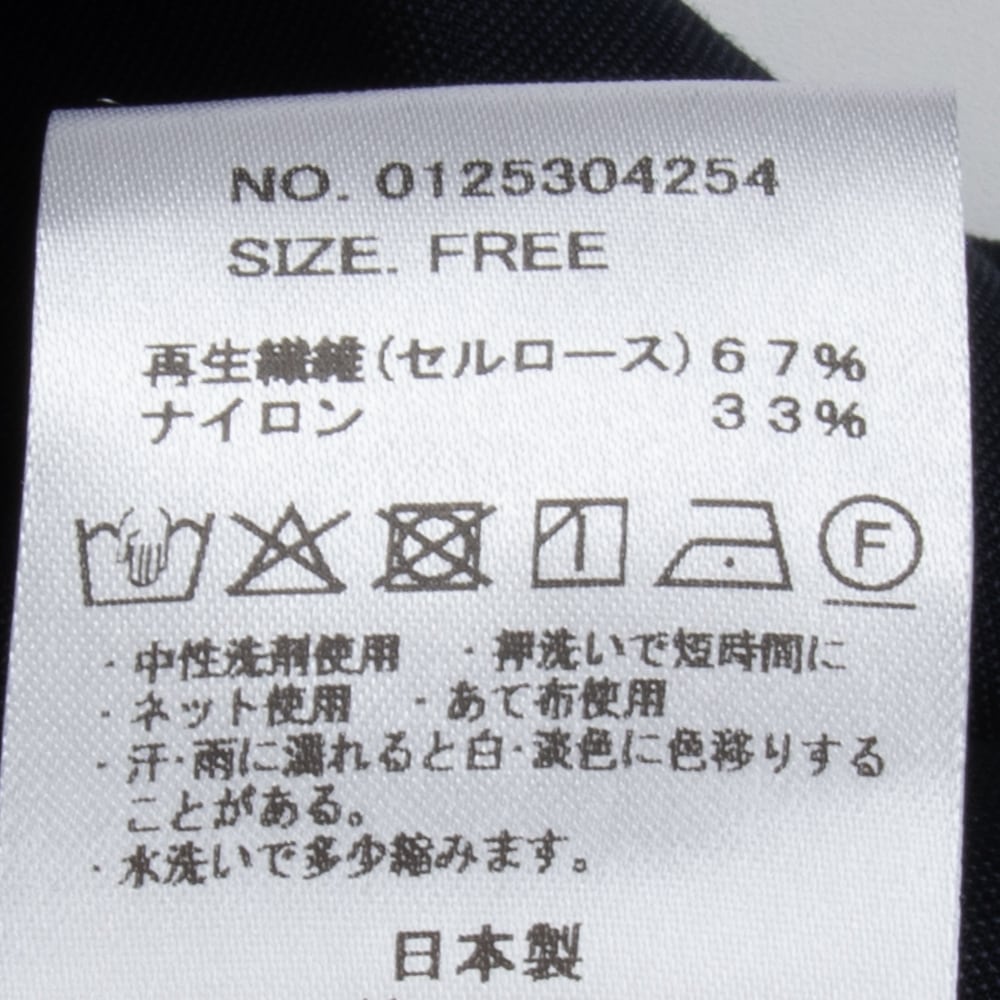 NO. 0125304254
SIZE. FREE
再生繊維(セルロース) 67%
ナイロン 33%
F
・中性洗剤使用 ・押洗いで短時間に
・ネット使用 ・あて布使用
・汗・雨に濡れると白・淡色に色移りする
ことがある。
・水洗いで多少縮みます。
日本製